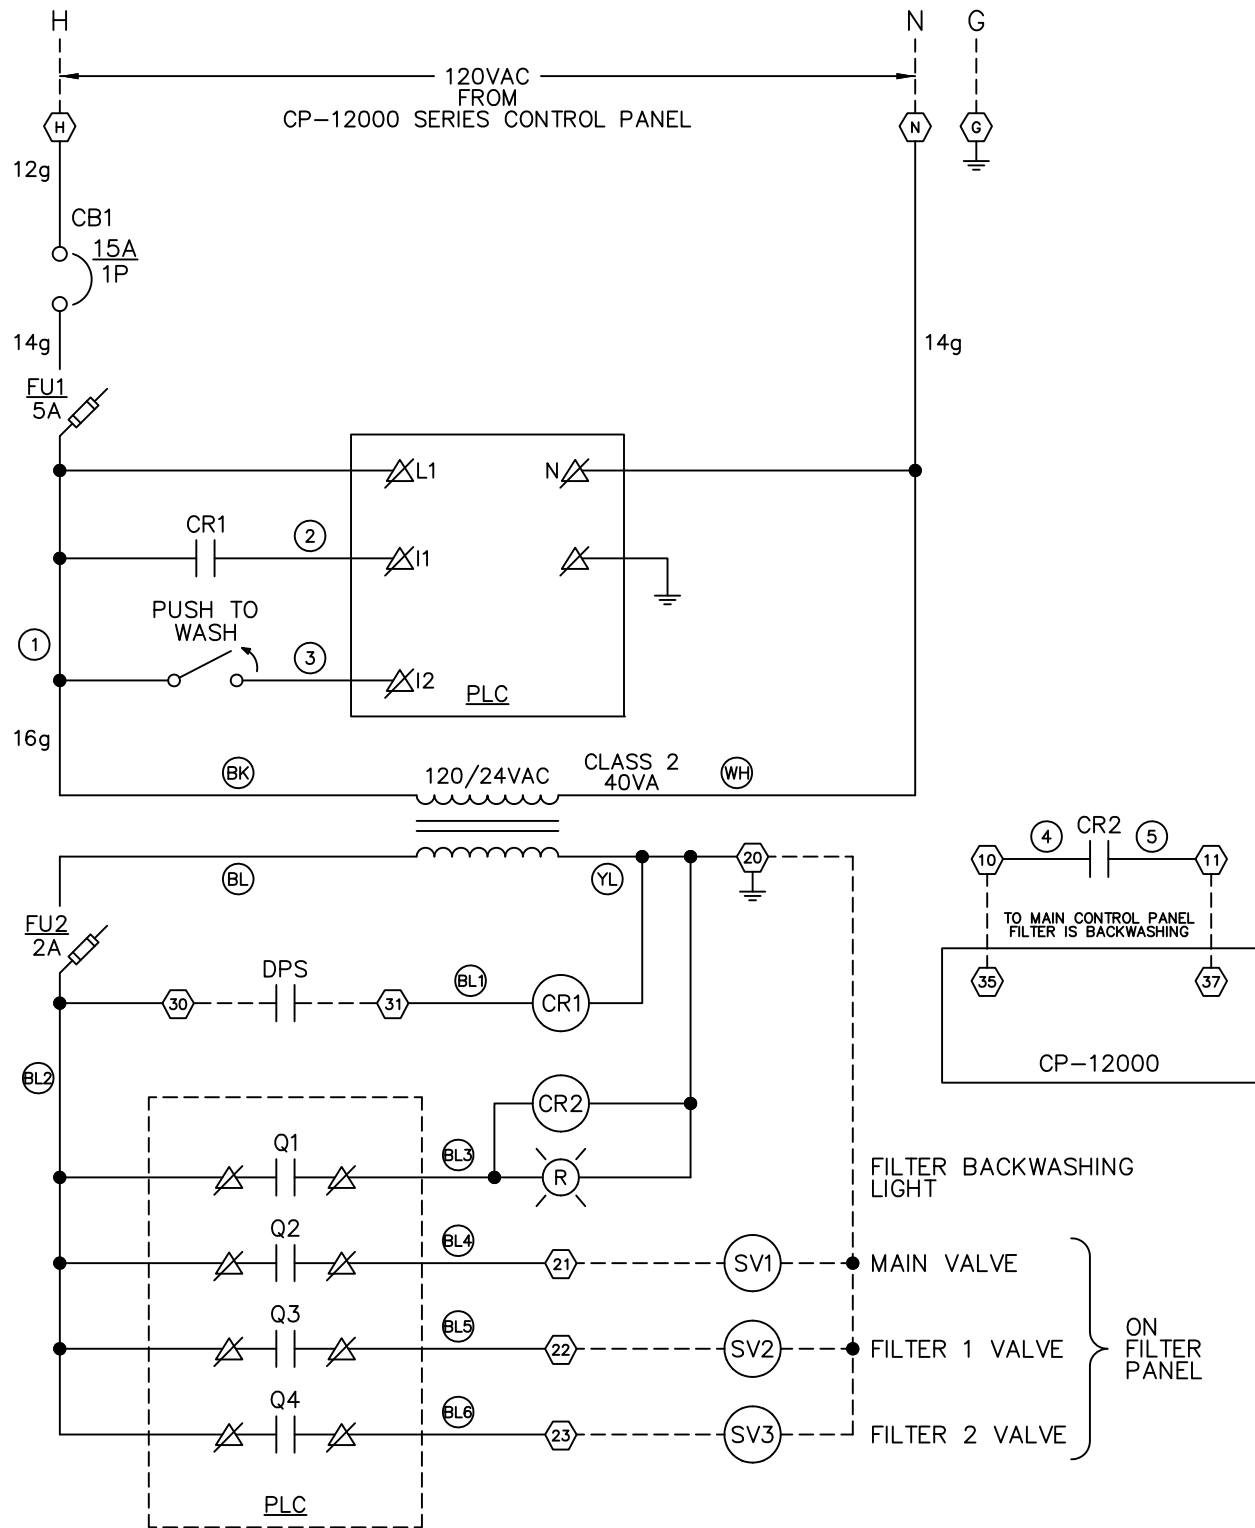 H
N
G
120VAC
FROM
CP-12000 SERIES CONTROL PANEL
H
N
G
12g
CB1
15A
1P
14g
14g
FU1
5A
L1
N
CR1
2
I1
PUSH TO
WASH
1
3
I2
PLC
16g
BK
120/24VAC
CLASS 2
40VA
WH
BL
YL
20
4
CR2
5
10
11
TO MAIN CONTROL PANEL
FILTER IS BACKWASHING
35
37
CP-12000
FU2
2A
DPS
BL1
30
31
CR1
BL2
CR2
Q1
BL3
R
FILTER BACKWASHING
LIGHT
Q2
BL4
21
SV1
MAIN VALVE
Q3
BL5
22
SV2
FILTER 1 VALVE
ON
FILTER
PANEL
Q4
BL6
23
SV3
FILTER 2 VALVE
PLC